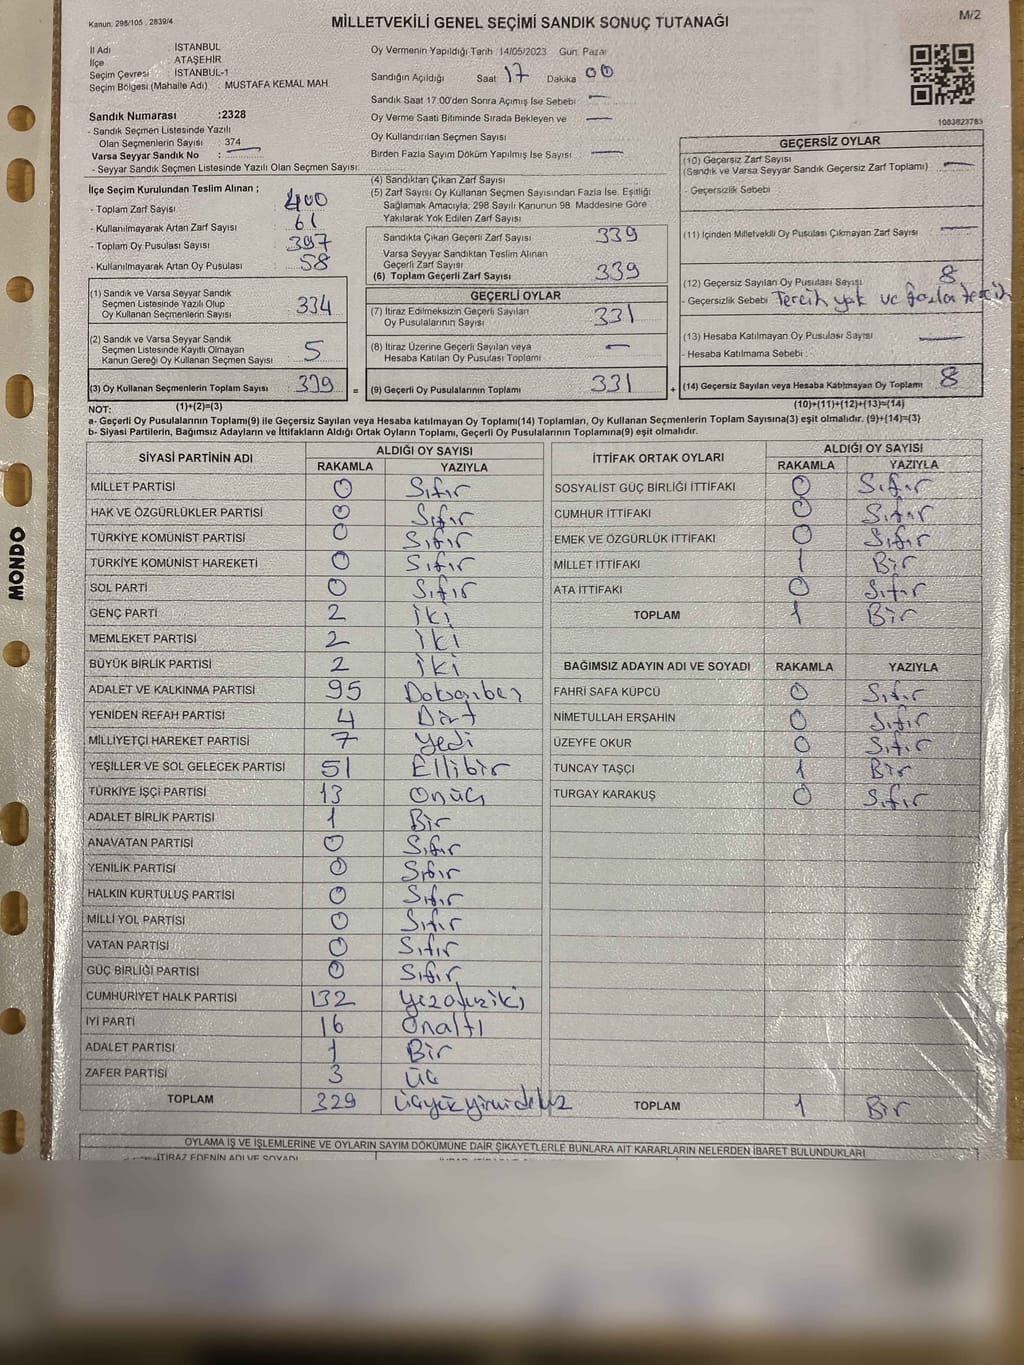 Kanun: 298/105 , 2839/4
MİLLETVEKİLİ GENEL SEÇİMİ SANDIK SONUÇ TUTANAĞI
M/2
İl Adı : İSTANBUL
İlçe : ATAŞEHİR
Seçim Çevresi : İSTANBUL-1
Seçim Bölgesi (Mahalle Adı) : MUSTAFA KEMAL MAH
Sandık Numarası :2328
- Sandık Seçmen Listesinde Yazılı
Olan Seçmenlerin Sayısı : 374
Varsa Seyyar Sandık No :
- Seyyar Sandık Seçmen Listesinde Yazılı Olan Seçmen Sayısı:
Oy Vermenin Yapıldığı Tarih :14/05/2023 Gün: Pazar
Sandığın Açıldığı Saat 17 Dakika 00
Sandık Saat 17:00'den Sonra Açımış İse Sebebi : —
Oy Verme Saati Bitiminde Sırada Bekleyen ve : —
Oy Kullandırılan Seçmen Sayısı
Birden Fazla Sayım Döküm Yapılmış İse Sayısı : —
1083623783
İlçe Seçim Kurulundan Teslim Alınan ;
- Toplam Zarf Sayısı : 400
- Kullanılmayarak Artan Zarf Sayısı : 61
- Toplam Oy Pusulası Sayısı : 397
- Kullanılmayarak Artan Oy Pusulası : 58
(4) Sandıktan Çıkan Zarf Sayısı
(5) Zarf Sayısı Oy Kullanan Seçmen Sayısından Fazla İse, Eşitliği
Sağlamak Amacıyla; 298 Sayılı Kanunun 98. Maddesine Göre
Yakılarak Yok Edilen Zarf Sayısı
Sandıkta Çıkan Geçerli Zarf Sayısı : 339
Varsa Seyyar Sandıktan Teslim Alınan
Geçerli Zarf Sayısı
(6) Toplam Geçerli Zarf Sayısı : 339
GEÇERSİZ OYLAR
(10) Geçersiz Zarf Sayısı : —
(Sandık ve Varsa Seyyar Sandık Geçersiz Zarf Toplamı)
- Geçersizlik Sebebi :
(11) İçinden Milletvekili Oy Pusulası Çıkmayan Zarf Sayısı : —
(12) Geçersiz Sayılan Oy Pusulası Sayısı : 8
- Geçersizlik Sebebi : Tercih yok ve fazla tercih
(13) Hesaba Katılmayan Oy Pusulası Sayısı : —
Hesaba Katılmama Sebebi :
(14) Geçersiz Sayılan veya Hesaba Katılmayan Oy Toplamı : 8
(10)+(11)+(12)+(13)=(14)
(1) Sandık ve Varsa Seyyar Sandık
Seçmen Listesinde Yazılı Olup
Oy Kullanan Seçmenlerin Sayısı : 334
(2) Sandık ve Varsa Seyyar Sandık
Seçmen Listesinde Kayıtlı Olmayan
Kanun Gereği Oy Kullanan Seçmen Sayısı : 5
(3) Oy Kullanan Seçmenlerin Toplam Sayısı : 339 =
(1)+(2)=(3)
GEÇERLİ OYLAR
(7) İtiraz Edilmeksizin Geçerli Sayılan
Oy Pusulalarının Sayısı : 331
(8) İtiraz Üzerine Geçerli Sayılan veya
Hesaba Katılan Oy Pusulası Toplamı : —
(9) Geçerli Oy Pusulalarının Toplamı : 331 +
NOT:
a- Geçerli Oy Pusulasının Toplamı(9) ile Geçersiz Sayılan veya Hesaba katılmayan Oy Toplamı(14) Toplamları, Oy Kullanan Seçmenlerin Toplam Sayısına(3) eşit olmalıdır. (9)+(14)=(3)
b- Siyasi Partilerin, Bağımsız Adayların ve İttifakların Aldığı Ortak Oyların Toplamı, Geçerli Oy Pusulalarının Toplamına(9) eşit olmalıdır.
SİYASİ PARTİNİN ADI ALDIĞI OY SAYISI
RAKAMLA YAZIYLA
MİLLET PARTİSİ 0 Sıfır
HAK VE ÖZGÜRLÜKLER PARTİSİ 0 Sıfır
TÜRKİYE KOMÜNİST PARTİSİ 0 Sıfır
TÜRKİYE KOMÜNİST HAREKETİ 0 Sıfır
SOL PARTİ 0 Sıfır
GENÇ PARTİ 2 İki
MEMLEKET PARTİSİ 2 İki
BÜYÜK BİRLİK PARTİSİ 2 İki
ADALET VE KALKINMA PARTİSİ 95 Doksanbeş
YENİDEN REFAH PARTİSİ 4 Dört
MİLLİYETÇİ HAREKET PARTİSİ 7 Yedi
YEŞİLLER VE SOL GELECEK PARTİSİ 51 Ellibir
TÜRKİYE İŞÇİ PARTİSİ 13 Onüç
ADALET BİRLİK PARTİSİ 1 Bir
ANAVATAN PARTİSİ 0 Sıfır
YENİLİK PARTİSİ 0 Sıfır
HALKIN KURTULUŞ PARTİSİ 0 Sıfır
MİLLİ YOL PARTİSİ 0 Sıfır
VATAN PARTİSİ 0 Sıfır
GÜÇ BİRLİĞİ PARTİSİ 0 Sıfır
CUMHURİYET HALK PARTİSİ 132 yüzotuziki
İYİ PARTİ 16 Onaltı
ADALET PARTİSİ 1 Bir
ZAFER PARTİSİ 3 Üç
TOPLAM 329 üçyüzyirmidokuz
İTTİFAK ORTAK OYLARI ALDIĞI OY SAYISI
RAKAMLA YAZIYLA
SOSYALİST GÜÇ BİRLİĞİ İTTİFAKI 0 Sıfır
CUMHUR İTTİFAKI 0 Sıfır
EMEK VE ÖZGÜRLÜK İTTİFAKI 0 Sıfır
MİLLET İTTİFAKI 1 Bir
ATA İTTİFAKI 0 Sıfır
TOPLAM 1 Bir
BAĞIMSIZ ADAYIN ADI VE SOYADI RAKAMLA YAZIYLA
FAHRİ SAFA KÜPCÜ 0 Sıfır
NİMETULLAH ERŞAHİN 0 Sıfır
ÜZEYFE OKUR 0 Sıfır
TUNCAY TAŞÇI 1 Bir
TURGAY KARAKUŞ 0 Sıfır
TOPLAM 1 Bir
OYLAMA İŞ VE İŞLEMLERİNE VE OYLARIN SAYIM DÖKÜMÜNE DAİR ŞİKAYETLERLE BUNLARA AİT KARARLARIN NELERDEN İBARET BULUNDUKLARI
İTİRAZ EDENİN ADI VE SOYADI
MONDO